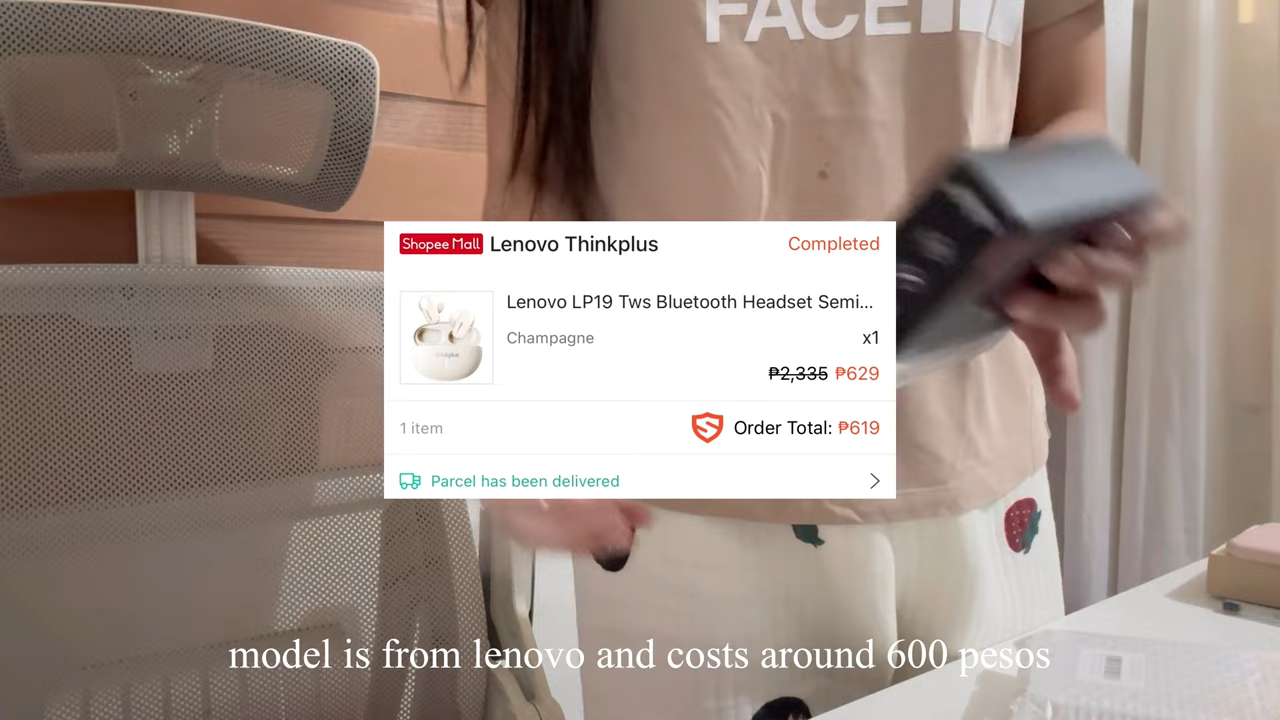 FACE
Shopee Mall Lenovo Thinkplus Completed
Lenovo LP19 Tws Bluetooth Headset Semi...
Champagne x1
₱2,335 ₱629
1 item Order Total: ₱619
Parcel has been delivered
model is from lenovo and costs around 600 pesos